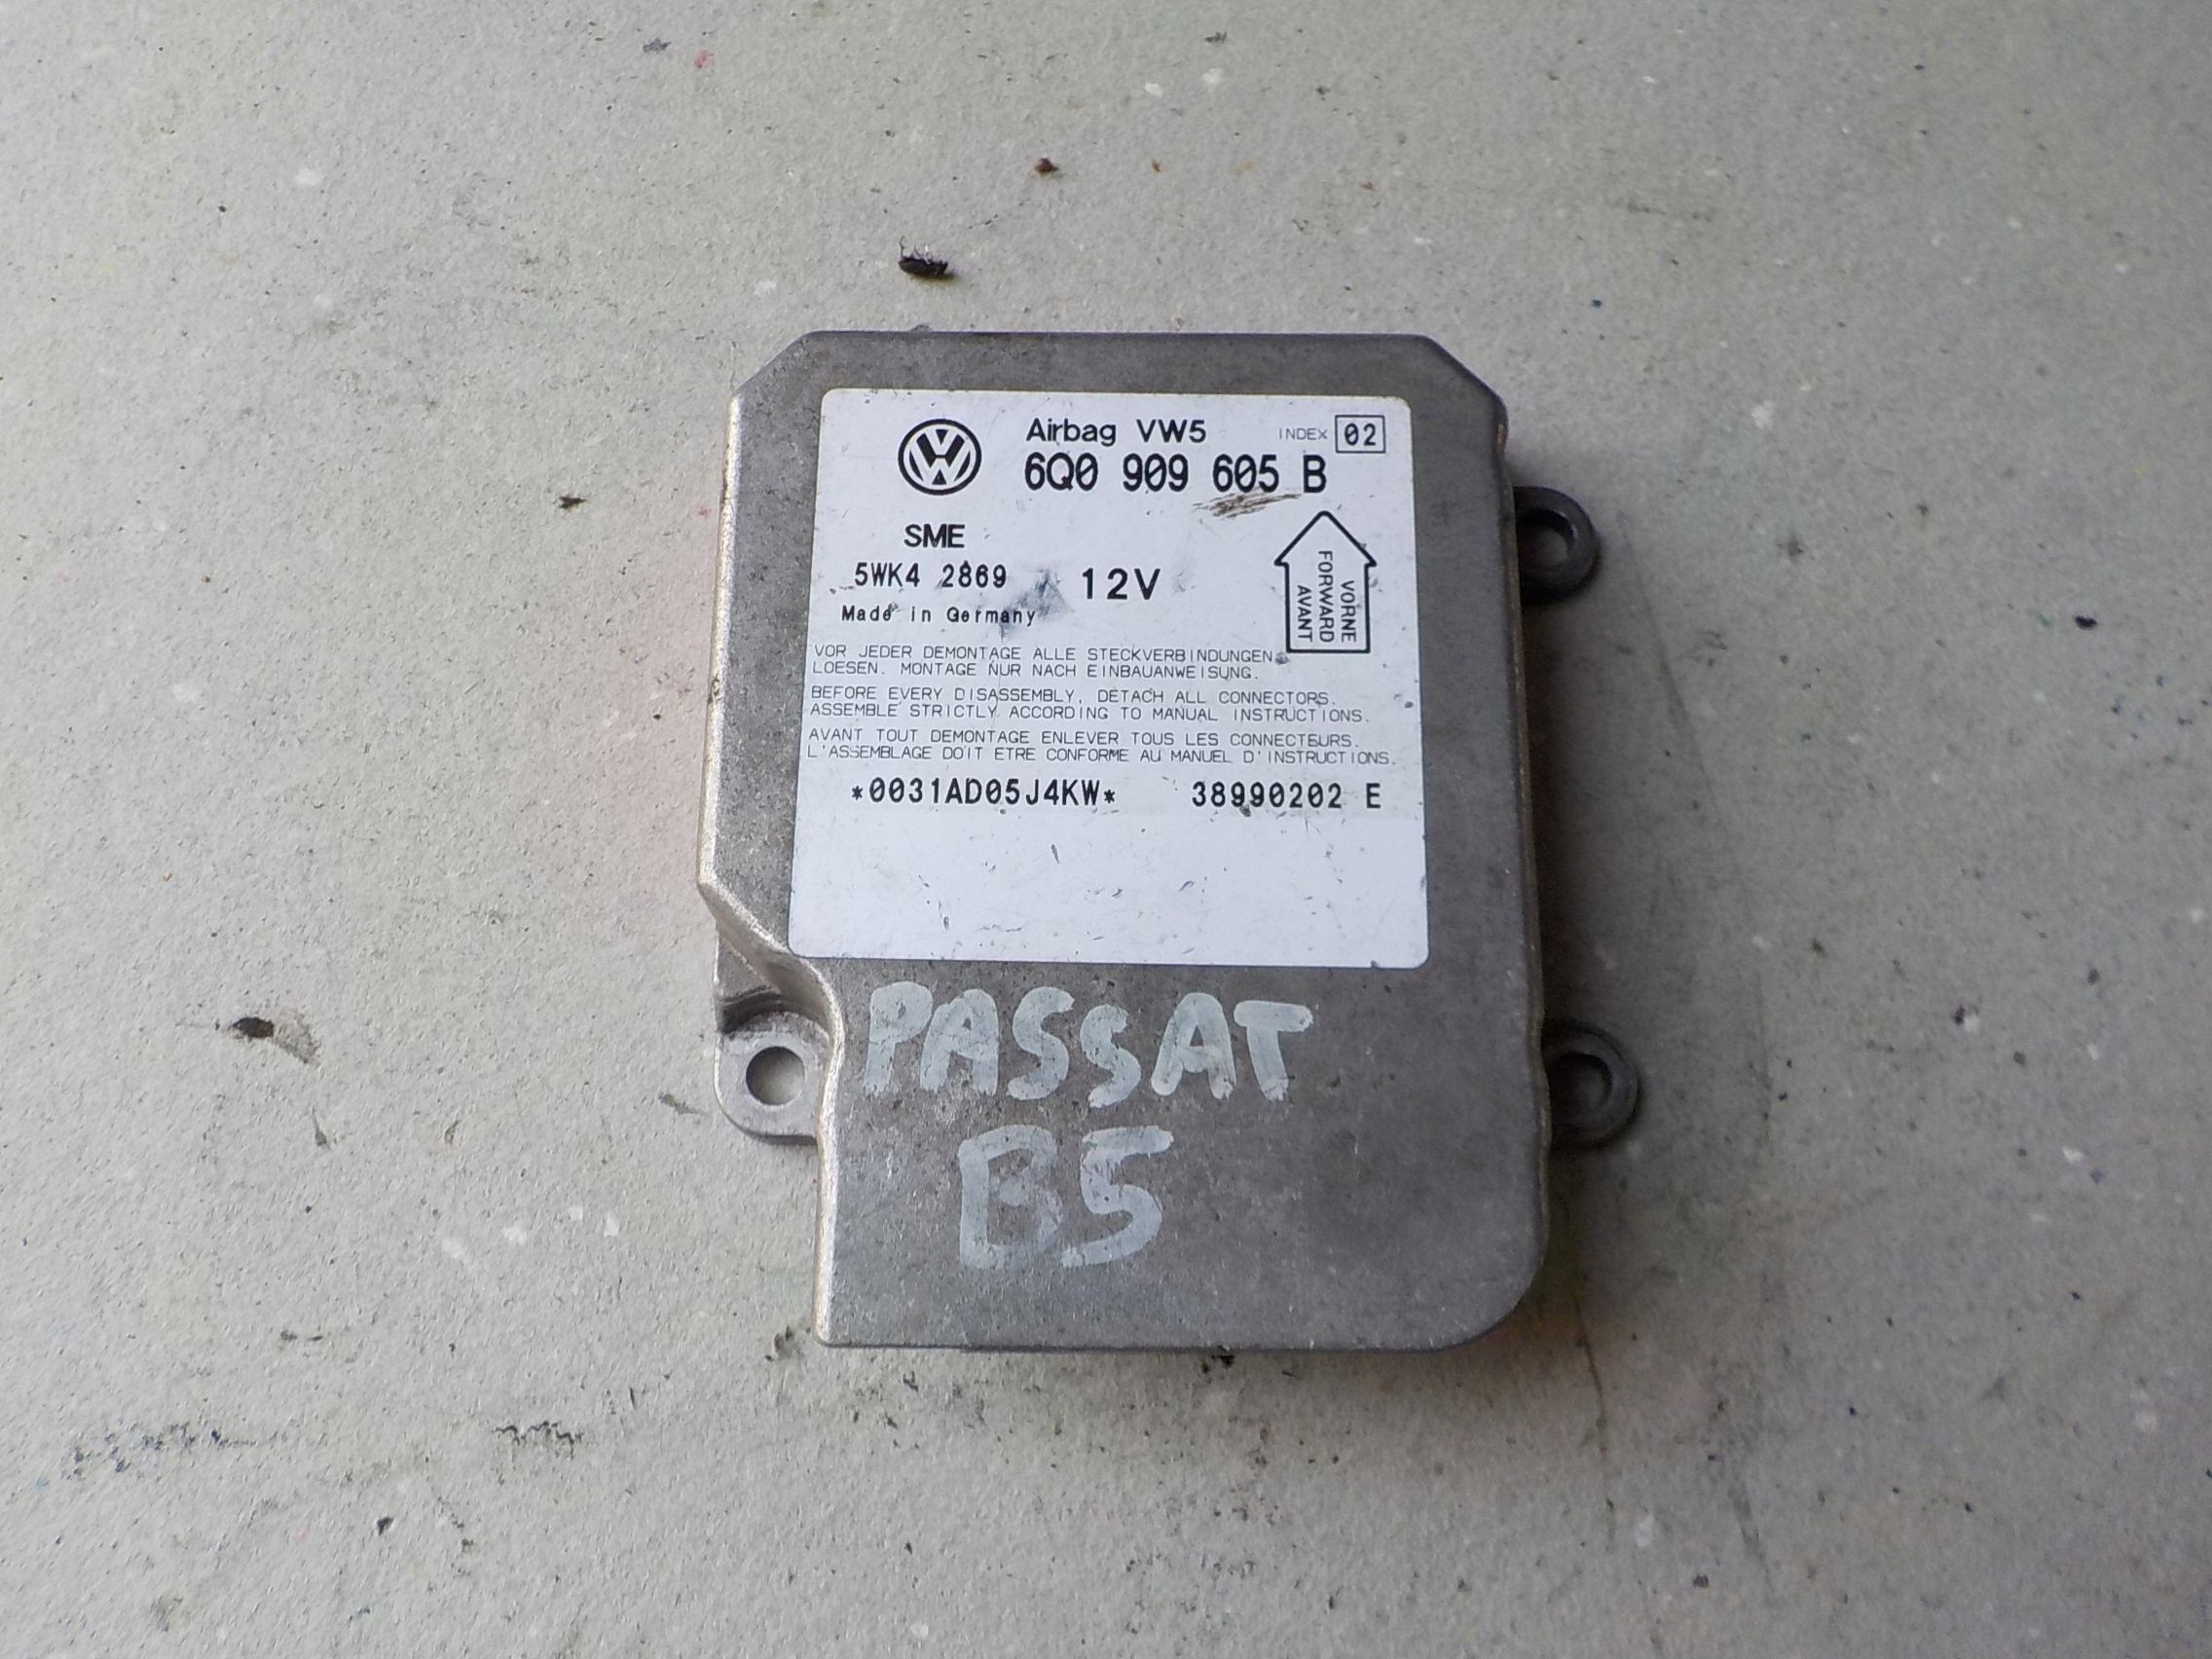 Airbag VW5 INDEX 02
6Q0 909 605 B
SME
5WK4 2869 12V
Made in Germany
VORNE
FORWARD
AVANT
VOR JEDER DEMONTAGE ALLE STECKVERBINDUNGEN
LOESEN. MONTAGE NUR NACH EINBAUANWEISUNG.
BEFORE EVERY DISASSEMBLY, DETACH ALL CONNECTORS.
ASSEMBLE STRICTLY ACCORDING TO MANUAL INSTRUCTIONS.
AVANT TOUT DEMONTAGE ENLEVER TOUS LES CONNECTEURS.
L'ASSEMBLAGE DOIT ETRE CONFORME AU MANUEL D'INSTRUCTIONS.
*0031AD05J4KW* 38990202 E
PASSAT
B5